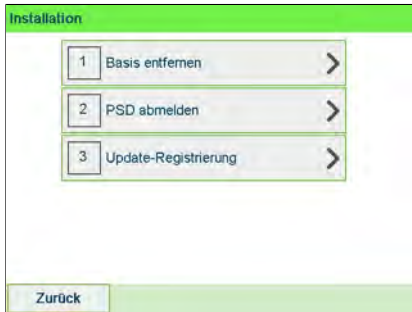 Installation
1 Basis entfernen
2 PSD abmelden
3 Update-Registrierung
Zurück